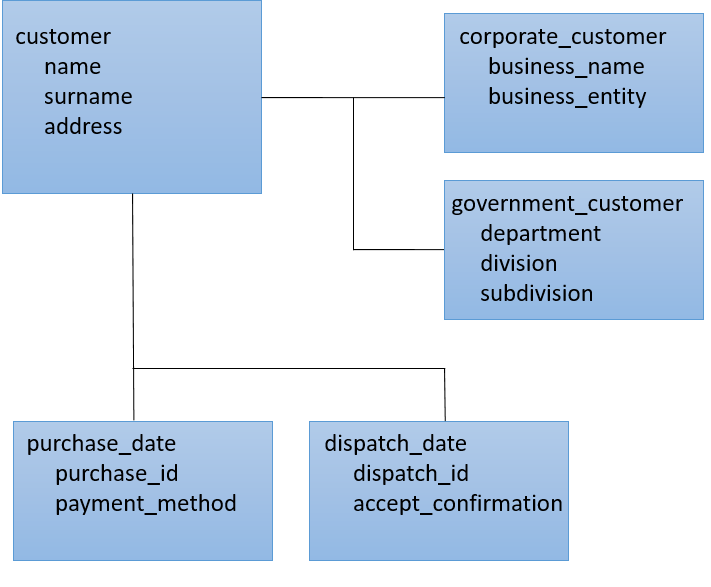 customer
name
surname
address
corporate_customer
business_name
business_entity
government_customer
department
division
subdivision
purchase_date
purchase_id
payment_method
dispatch_date
dispatch_id
accept_confirmation